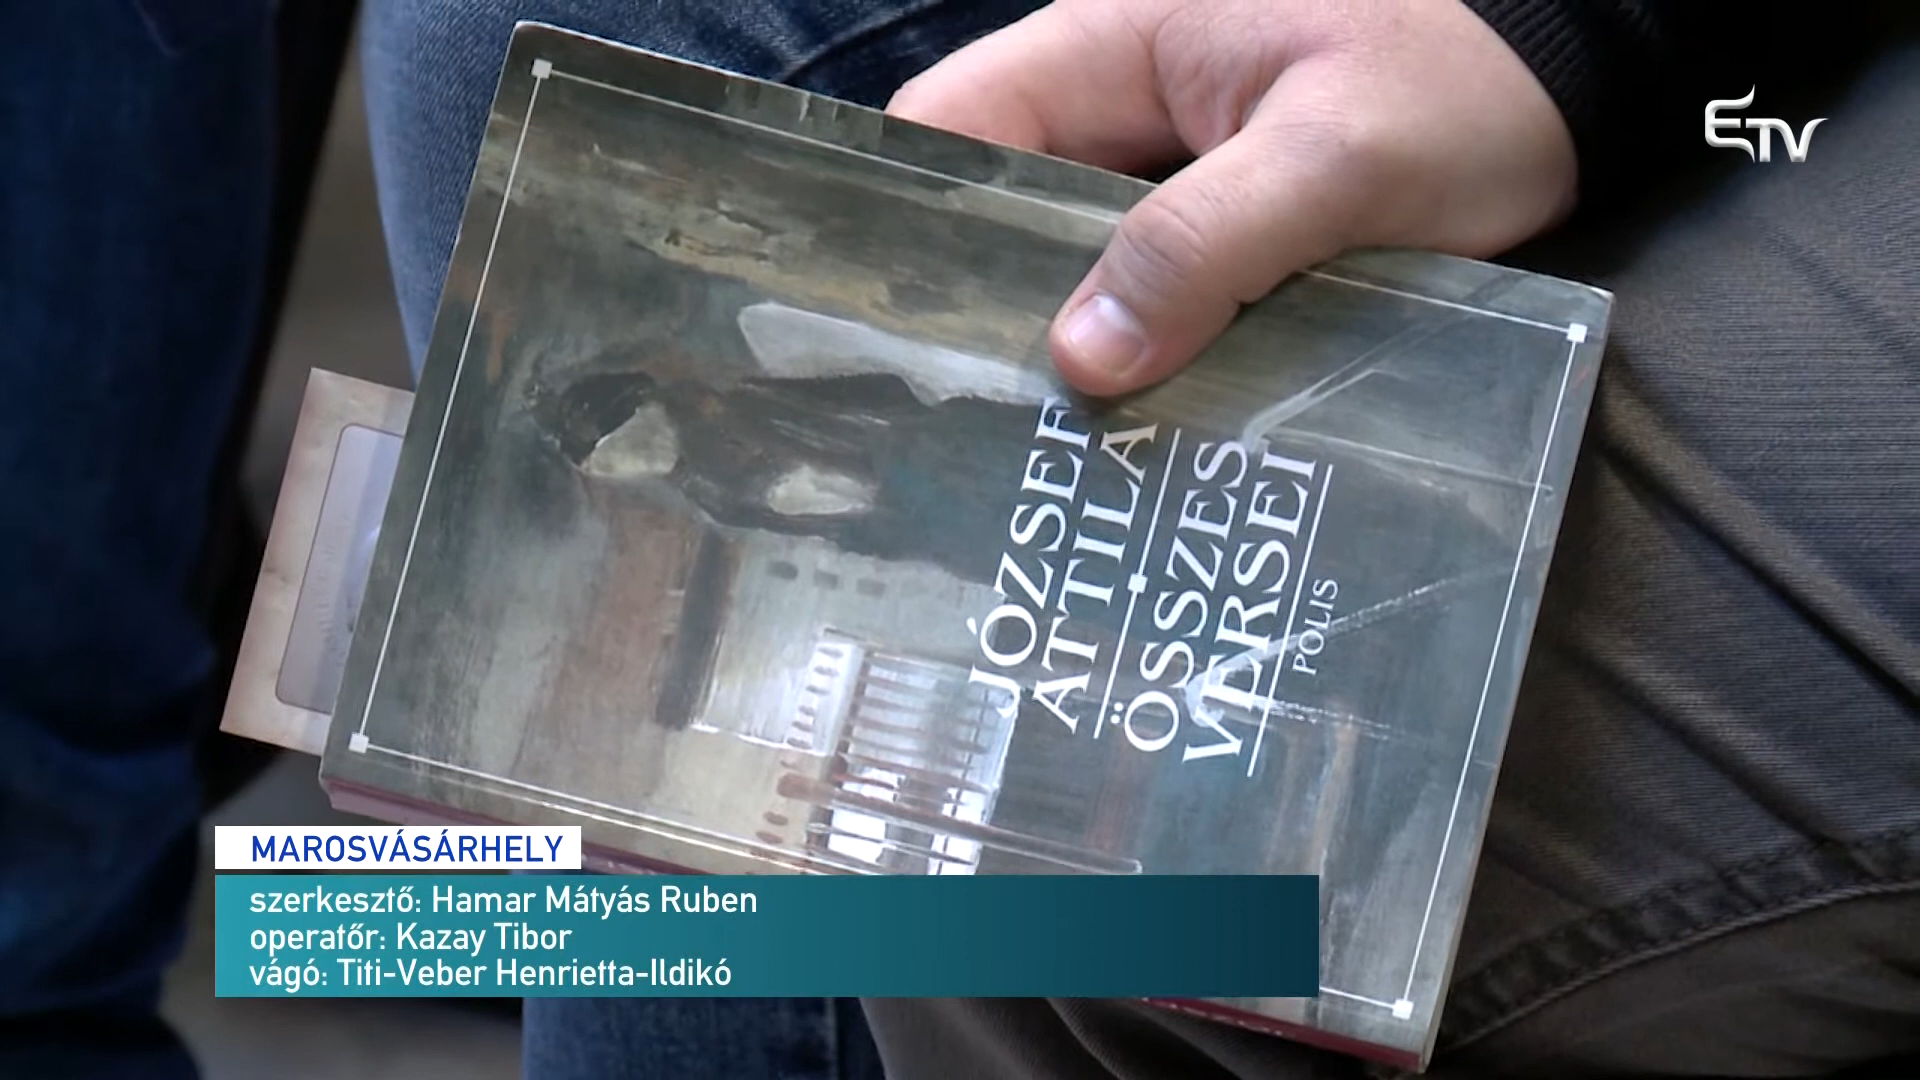 ETV
JÓZSEF
ATTILA
ÖSSZES
VERSEI
POLIS
MAROSVÁSÁRHELY
szerkesztő: Hamar Mátyás Ruben
operatőr: Kazay Tibor
vágó: Titi-Veber Henrietta-Ildikó